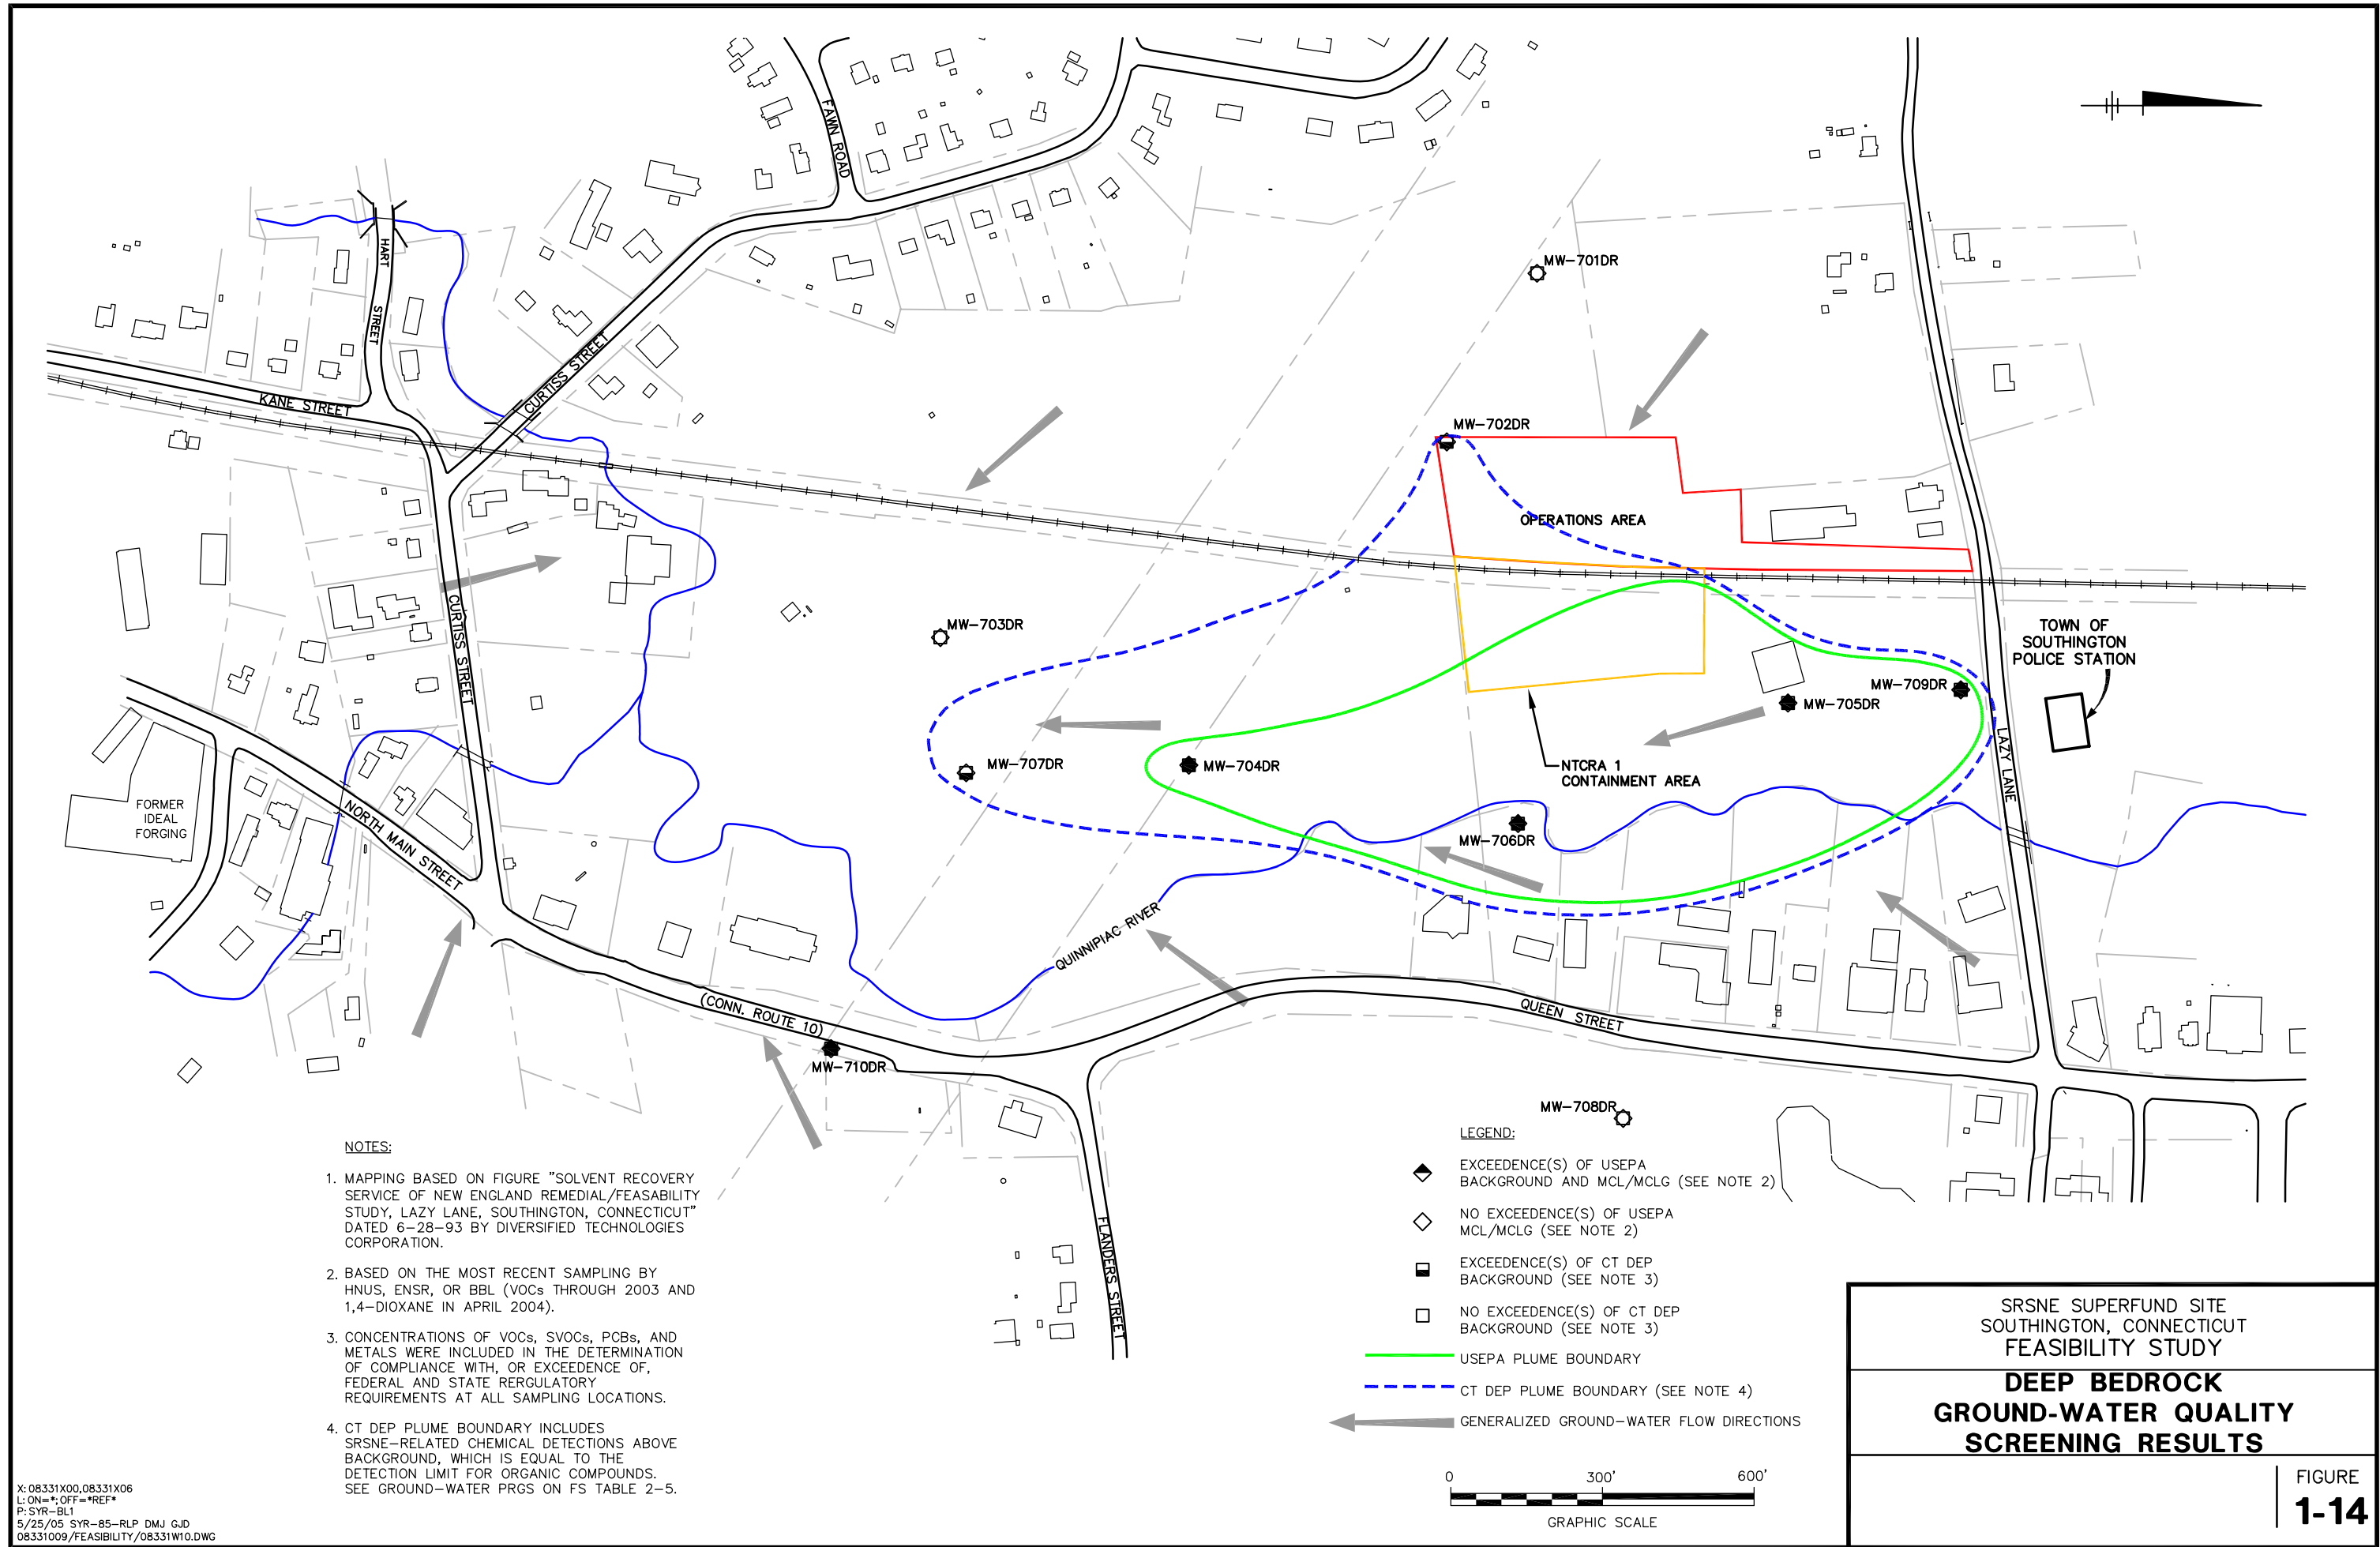 FAWN ROAD
HART
STREET
MW-701DR
KANE STREET
CURTISS STREET
MW-702DR
OPERATIONS AREA
CURTISS STREET
MW-703DR
TOWN OF
SOUTHINGTON
POLICE STATION
MW-709DR
MW-705DR
LAZY LANE
MW-707DR
MW-704DR
NTCRA 1
CONTAINMENT AREA
FORMER
IDEAL
FORGING
NORTH MAIN STREET
MW-706DR
QUINNIPIAC RIVER
(CONN. ROUTE 10)
QUEEN STREET
MW-710DR
MW-708DR
FLANDERS STREET
NOTES:
1. MAPPING BASED ON FIGURE "SOLVENT RECOVERY
SERVICE OF NEW ENGLAND REMEDIAL/FEASABILITY
STUDY, LAZY LANE, SOUTHINGTON, CONNECTICUT"
DATED 6-28-93 BY DIVERSIFIED TECHNOLOGIES
CORPORATION.
2. BASED ON THE MOST RECENT SAMPLING BY
HNUS, ENSR, OR BBL (VOCs THROUGH 2003 AND
1,4-DIOXANE IN APRIL 2004).
3. CONCENTRATIONS OF VOCs, SVOCs, PCBs, AND
METALS WERE INCLUDED IN THE DETERMINATION
OF COMPLIANCE WITH, OR EXCEEDENCE OF,
FEDERAL AND STATE RERGULATORY
REQUIREMENTS AT ALL SAMPLING LOCATIONS.
4. CT DEP PLUME BOUNDARY INCLUDES
SRSNE-RELATED CHEMICAL DETECTIONS ABOVE
BACKGROUND, WHICH IS EQUAL TO THE
DETECTION LIMIT FOR ORGANIC COMPOUNDS.
SEE GROUND-WATER PRGS ON FS TABLE 2-5.
LEGEND:
EXCEEDENCE(S) OF USEPA
BACKGROUND AND MCL/MCLG (SEE NOTE 2)
NO EXCEEDENCE(S) OF USEPA
MCL/MCLG (SEE NOTE 2)
EXCEEDENCE(S) OF CT DEP
BACKGROUND (SEE NOTE 3)
NO EXCEEDENCE(S) OF CT DEP
BACKGROUND (SEE NOTE 3)
USEPA PLUME BOUNDARY
CT DEP PLUME BOUNDARY (SEE NOTE 4)
GENERALIZED GROUND-WATER FLOW DIRECTIONS
0 300' 600'
GRAPHIC SCALE
SRSNE SUPERFUND SITE
SOUTHINGTON, CONNECTICUT
FEASIBILITY STUDY
DEEP BEDROCK
GROUND-WATER QUALITY
SCREENING RESULTS
FIGURE
1-14
X: 08331X00,08331X06
L: ON=*;OFF=*REF*
P: SYR-BL1
5/25/05 SYR-85-RLP DMJ GJD
08331009/FEASIBILITY/08331W10.DWG